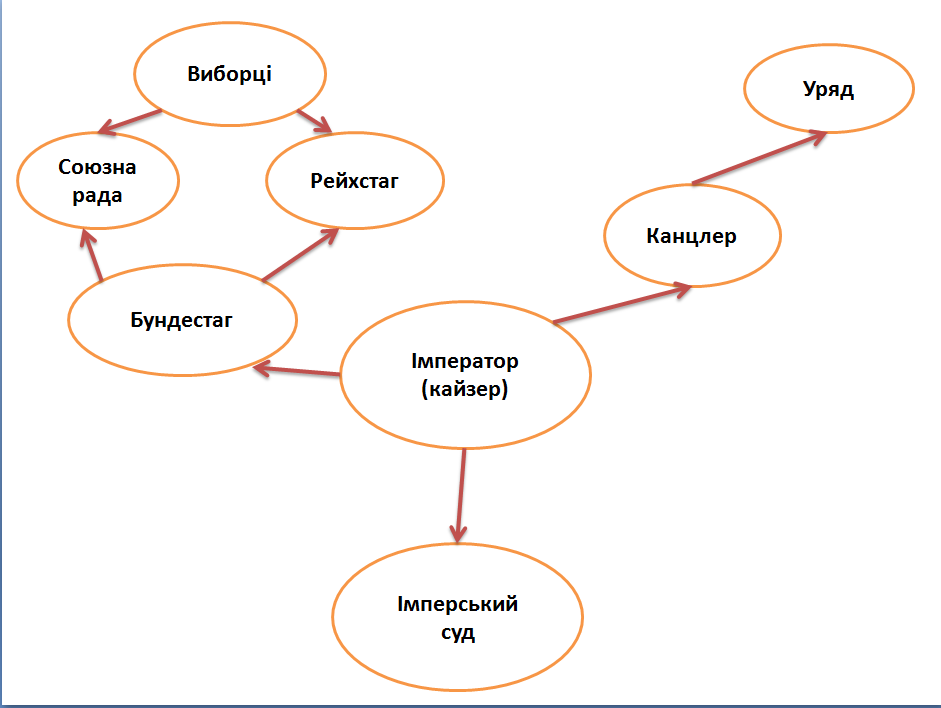 Виборці
Уряд
Союзна
рада
Рейхстаг
Канцлер
Бундестаг
Імператор
(кайзер)
Імперський
суд